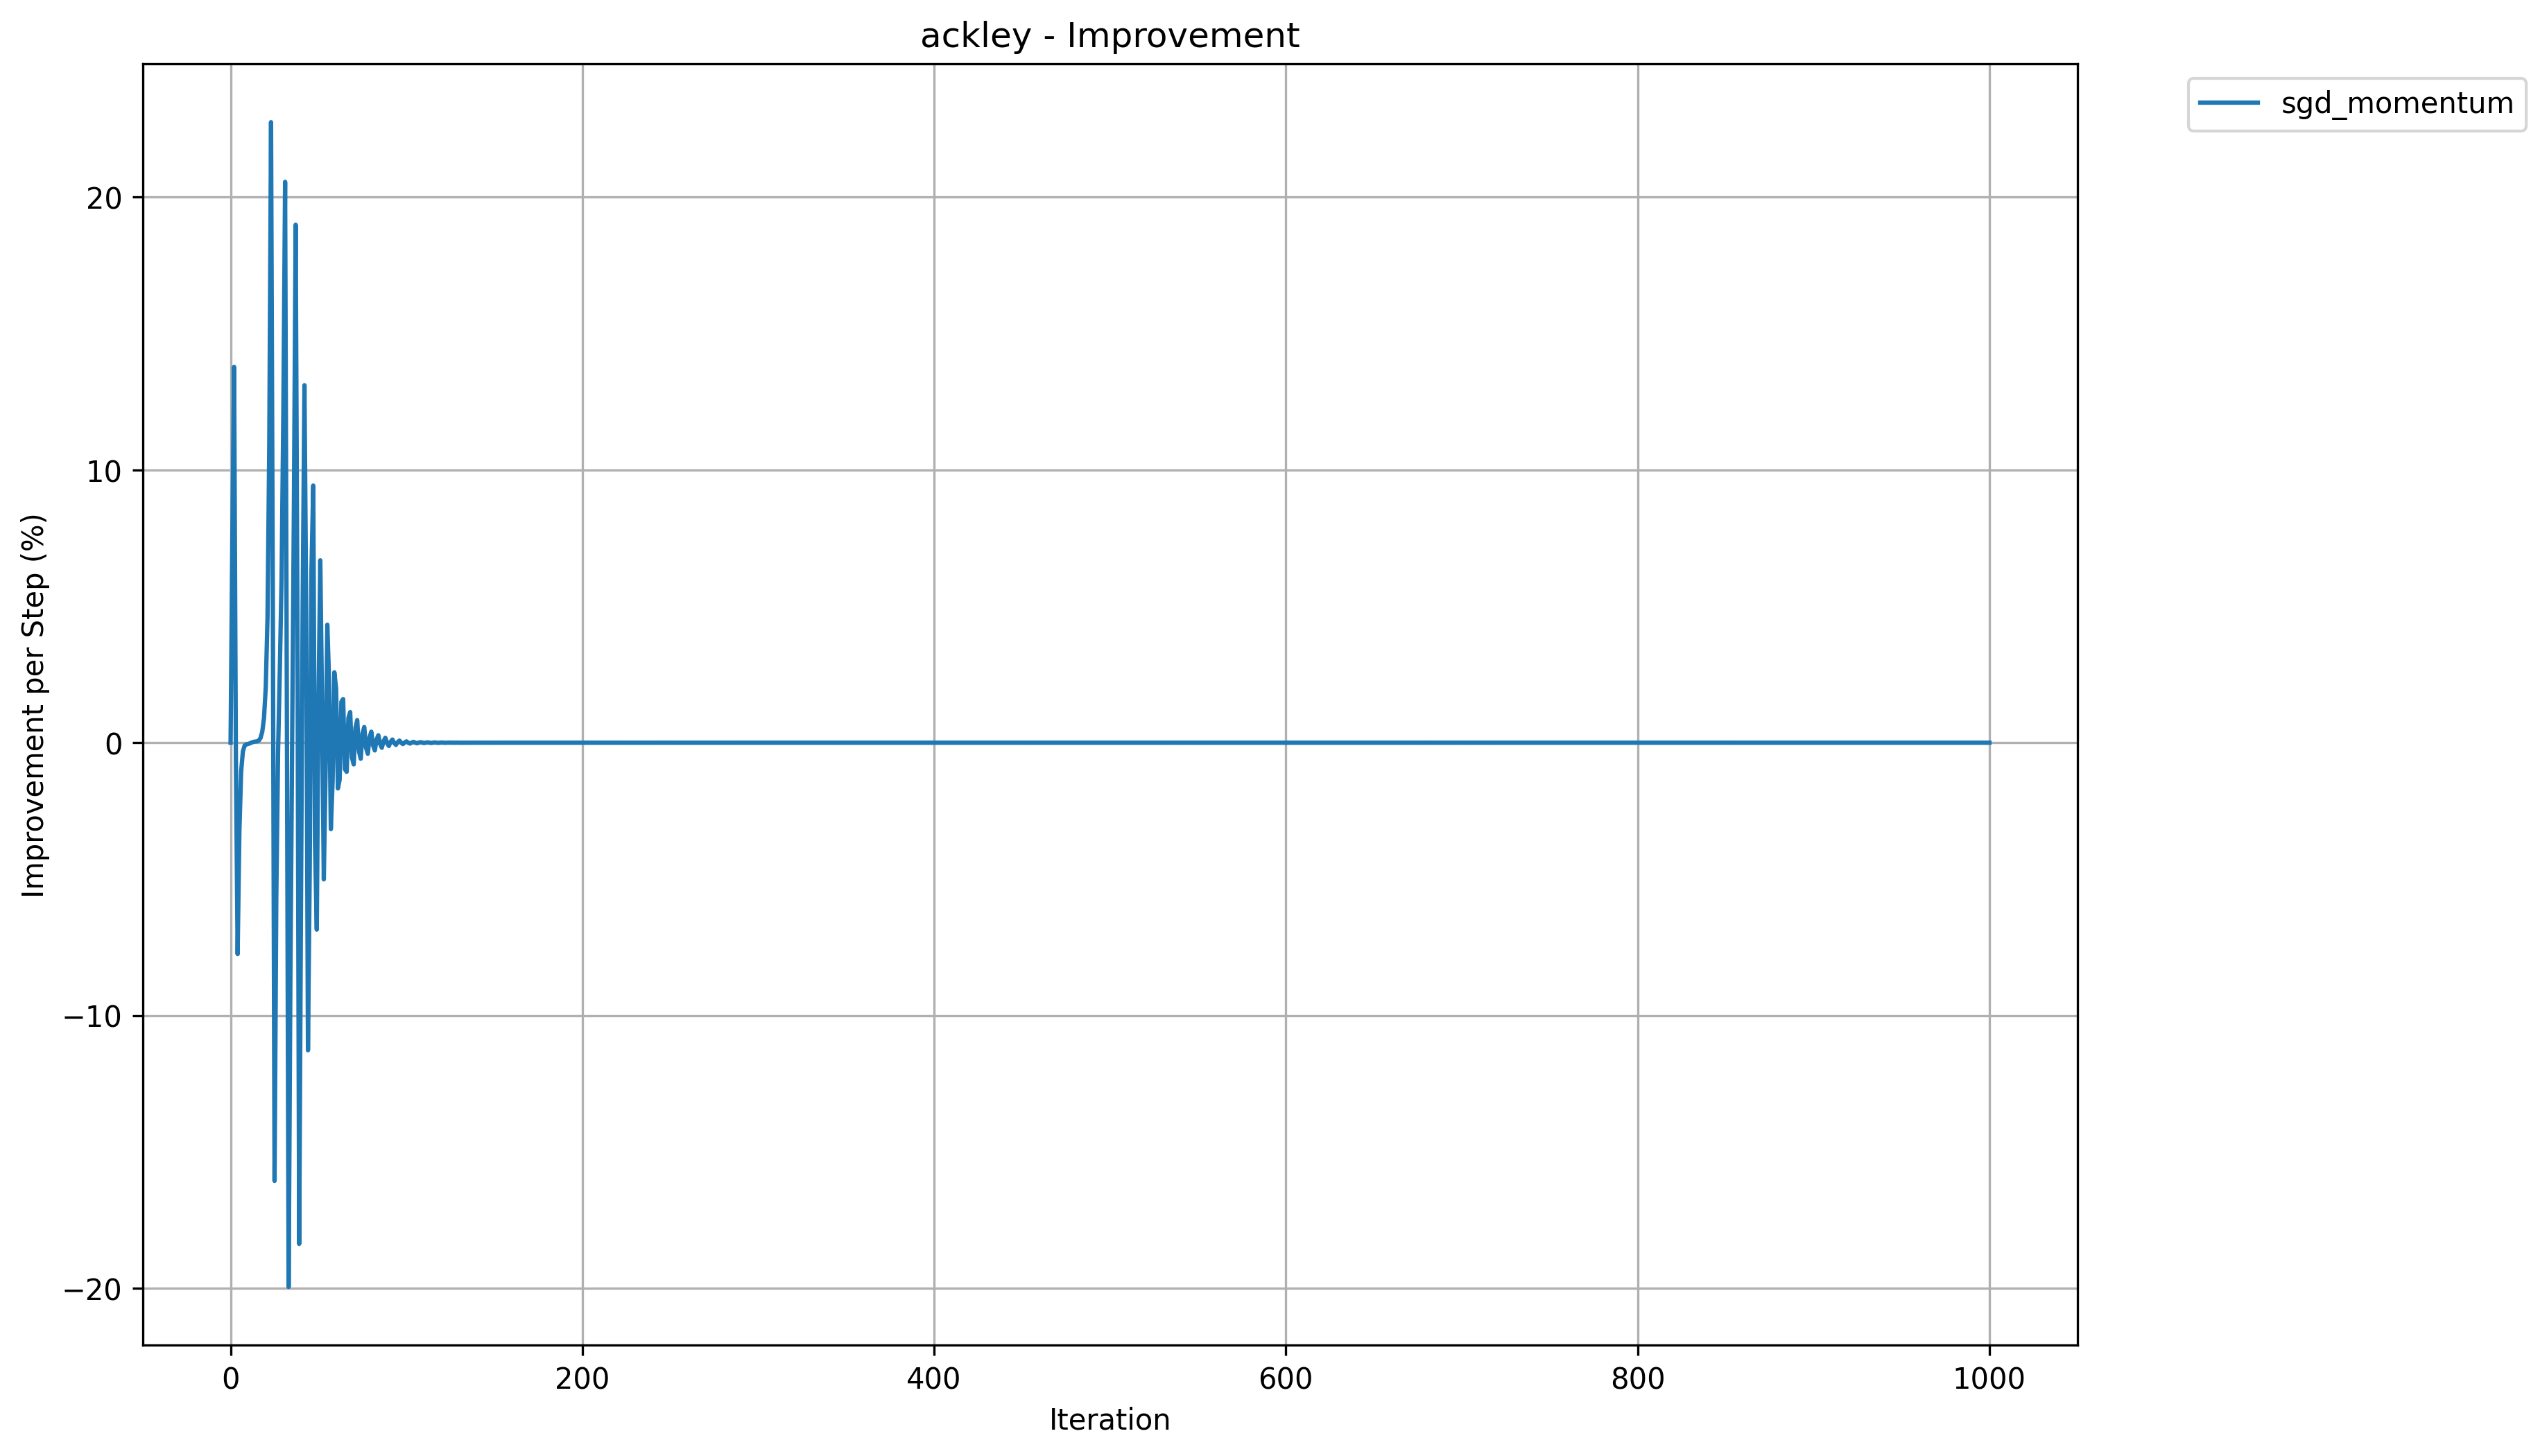 ackley - Improvement
sgd_momentum
Improvement per Step (%)
20
10
0
−10
−20
0 200 400 600 800 1000
Iteration